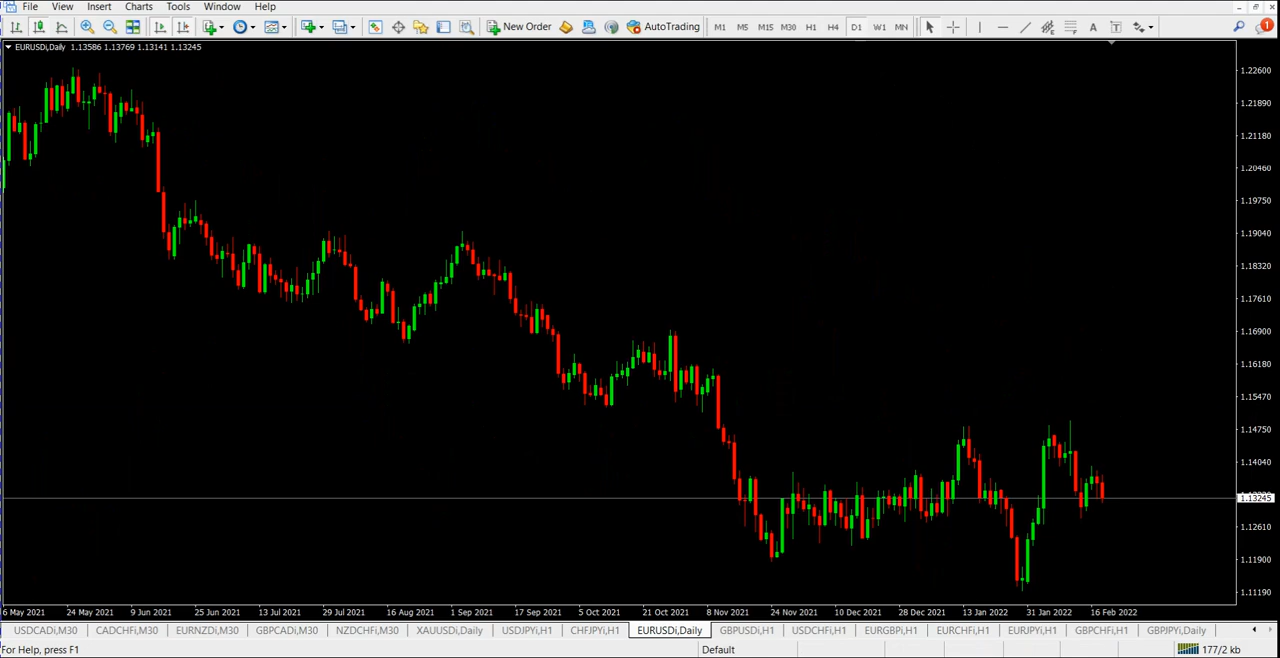 File View Insert Charts Tools Window Help
New Order AutoTrading M1 M5 M15 M30 H1 H4 D1 W1 MN A T 1
EURUSDi,Daily 1.13586 1.13769 1.13141 1.13245
1.22600
1.21890
1.21180
1.20460
1.19750
1.19040
1.18320
1.17610
1.16900
1.16180
1.15470
1.14750
1.14040
1.13245
1.12610
1.11900
1.11190
6 May 2021 24 May 2021 9 Jun 2021 25 Jun 2021 13 Jul 2021 29 Jul 2021 16 Aug 2021 1 Sep 2021 17 Sep 2021 5 Oct 2021 21 Oct 2021 8 Nov 2021 24 Nov 2021 10 Dec 2021 28 Dec 2021 13 Jan 2022 31 Jan 2022 16 Feb 2022
USDCADi,M30 CADCHFi,M30 EURNZDi,M30 GBPCADi,M30 NZDCHFi,M30 XAUUSDi,Daily USDJPYi,H1 CHFJPYi,H1 EURUSDi,Daily GBPUSDi,H1 USDCHFi,H1 EURGBPi,H1 EURCHFi,H1 EURJPYi,H1 GBPCHFi,H1 GBPJPYi,Daily
For Help, press F1 Default 177/2 kb